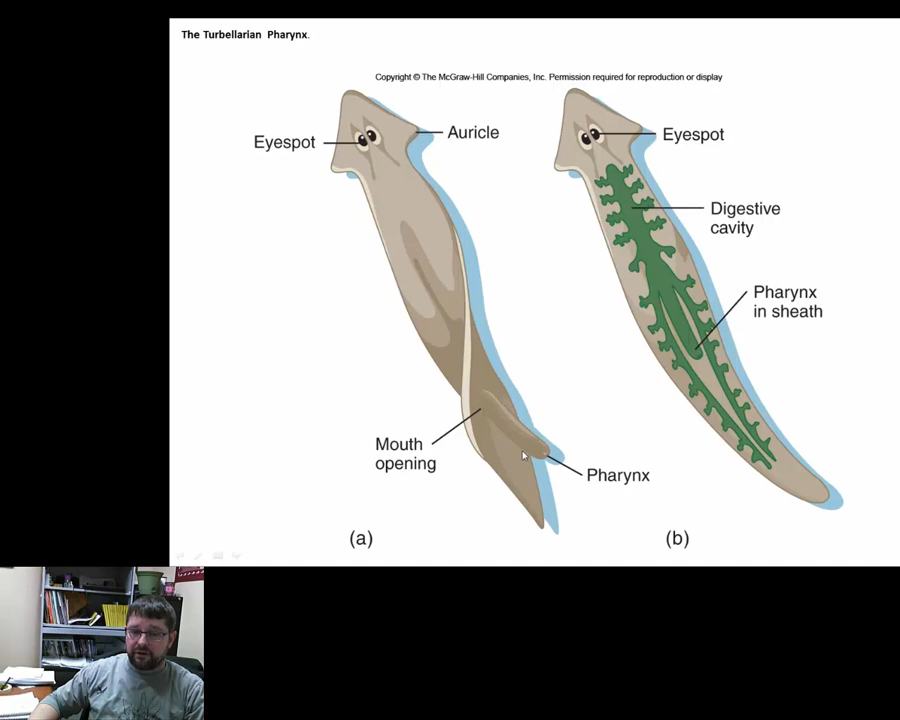 The Turbellarian Pharynx.
Copyright © The McGraw-Hill Companies, Inc. Permission required for reproduction or display
Eyespot
Auricle
Eyespot
Digestive
cavity
Pharynx
in sheath
Mouth
opening
Pharynx
(a)
(b)